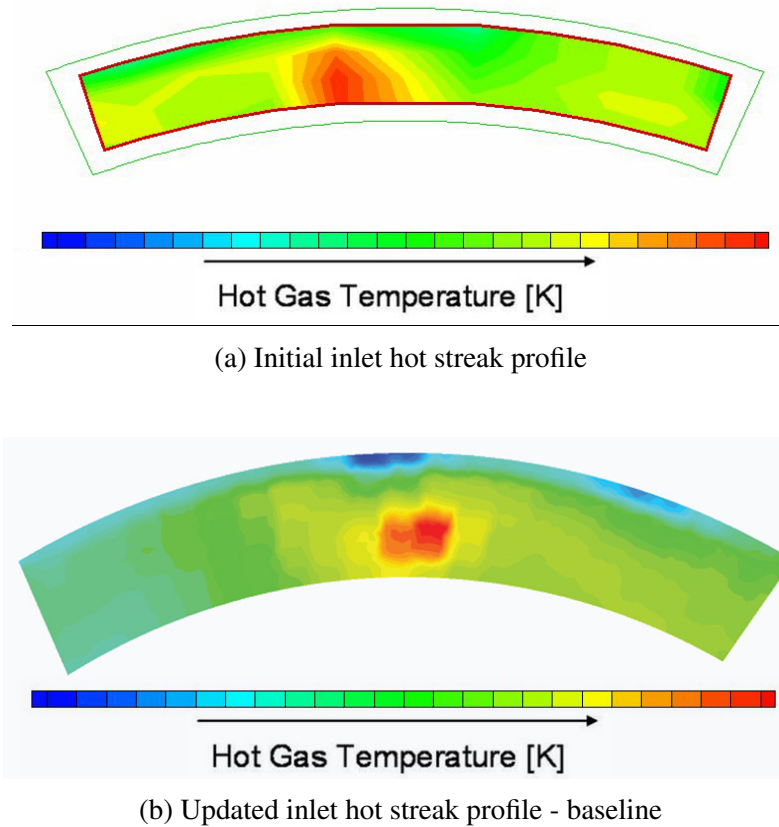 Hot Gas Temperature [K]
(a) Initial inlet hot streak profile
Hot Gas Temperature [K]
(b) Updated inlet hot streak profile - baseline